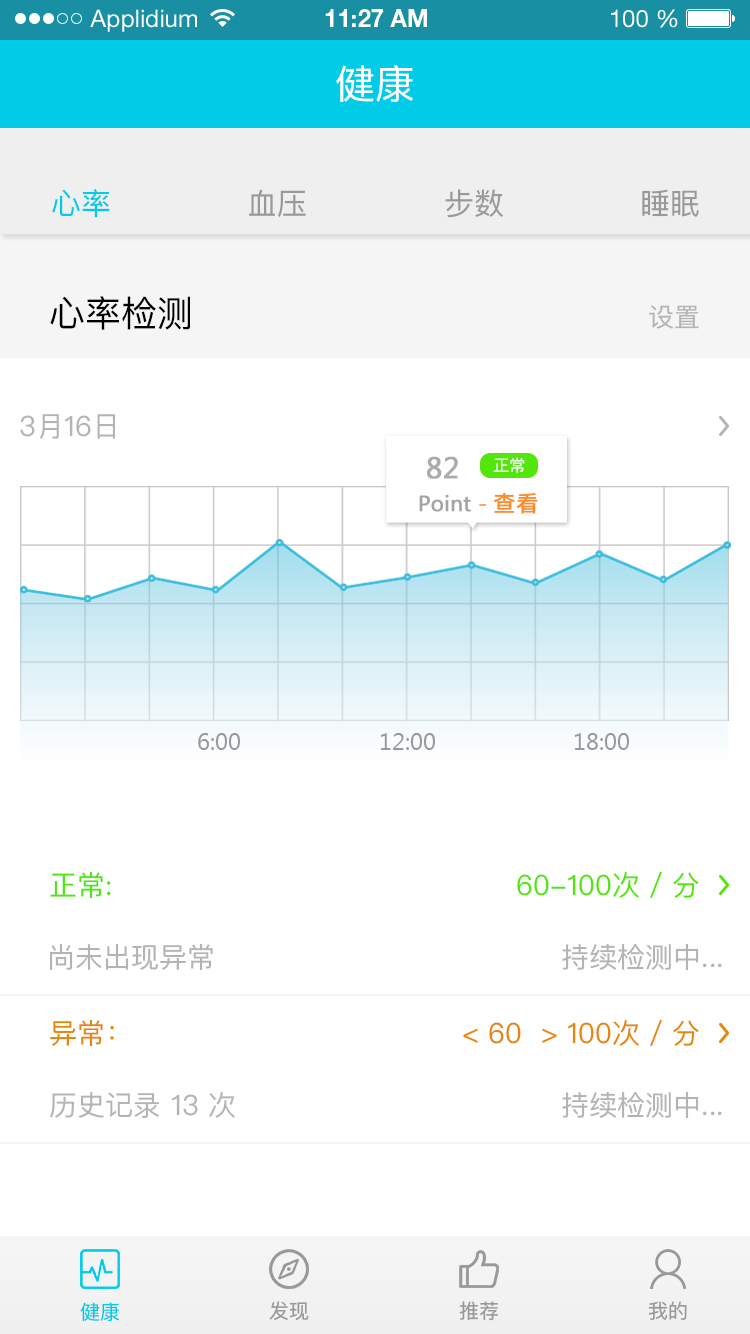 Applidium 11:27 AM 100 %
健康
心率 血压 步数 睡眠
心率检测 设置
3月16日
82 正常
Point - 查看
6:00 12:00 18:00
正常: 60-100次 / 分
尚未出现异常 持续检测中...
异常: < 60 > 100次 / 分
历史记录 13 次 持续检测中...
健康 发现 推荐 我的